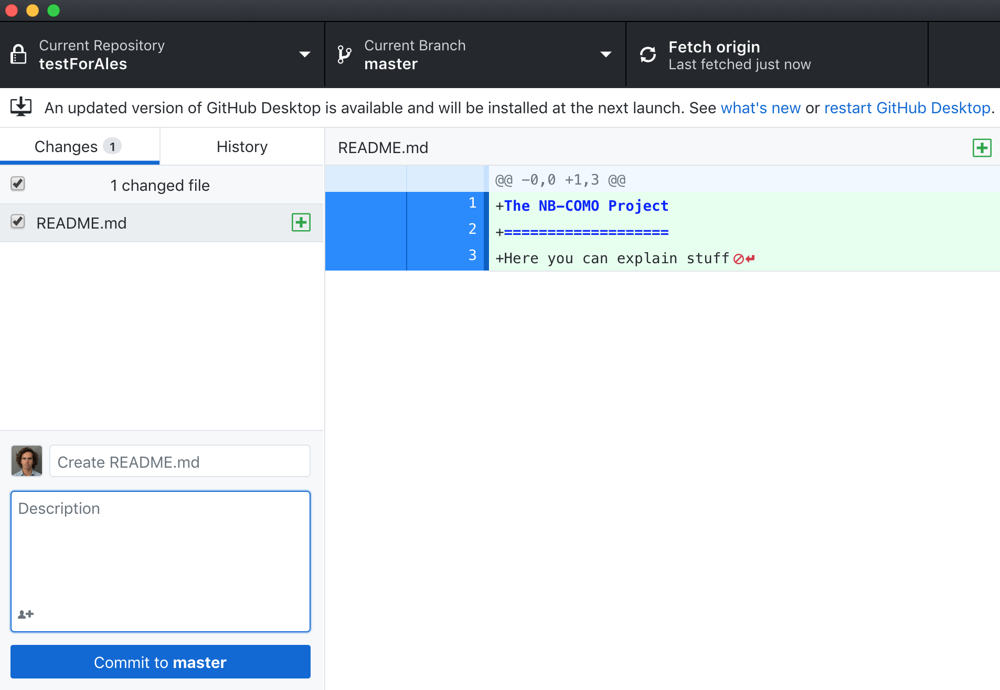 Current Repository
testForAles
Current Branch
master
Fetch origin
Last fetched just now
An updated version of GitHub Desktop is available and will be installed at the next launch. See what's new or restart GitHub Desktop.
Changes 1
History
README.md
1 changed file
README.md
@@ -0,0 +1,3 @@
1 +The NB-COMO Project
2 +===================
3 +Here you can explain stuff
Create README.md
Description
Commit to master